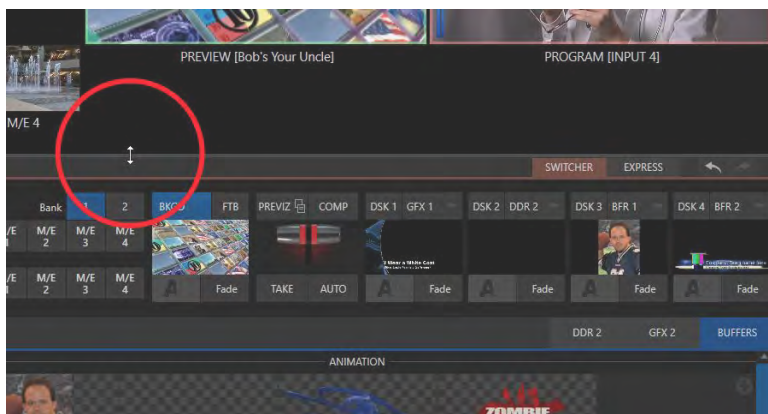 PREVIEW [Bob's Your Uncle]
PROGRAM [INPUT 4]
M/E 4
SWITCHER EXPRESS
Bank 1 2 BKGD FTB PREVIZ COMP DSK 1 GFX 1 DSK 2 DDR 2 DSK 3 BFR 1 DSK 4 BFR 2
M/E 1 M/E 2 M/E 3 M/E 4
M/E 1 M/E 2 M/E 3 M/E 4
A Fade TAKE AUTO A Fade A Fade A Fade A Fade
DDR 2 GFX 2 BUFFERS
ANIMATION
ZOMBIE